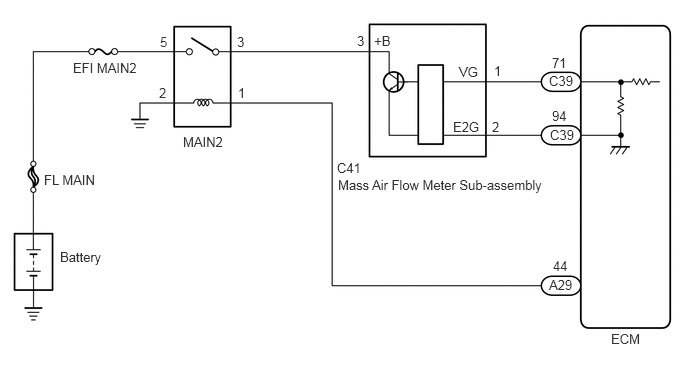 71
5
3
3
+B
VG
1
C39
EFI MAIN2
2
1
94
E2G
2
C39
MAIN2
C41
Mass Air Flow Meter Sub-assembly
FL MAIN
Battery
44
A29
ECM